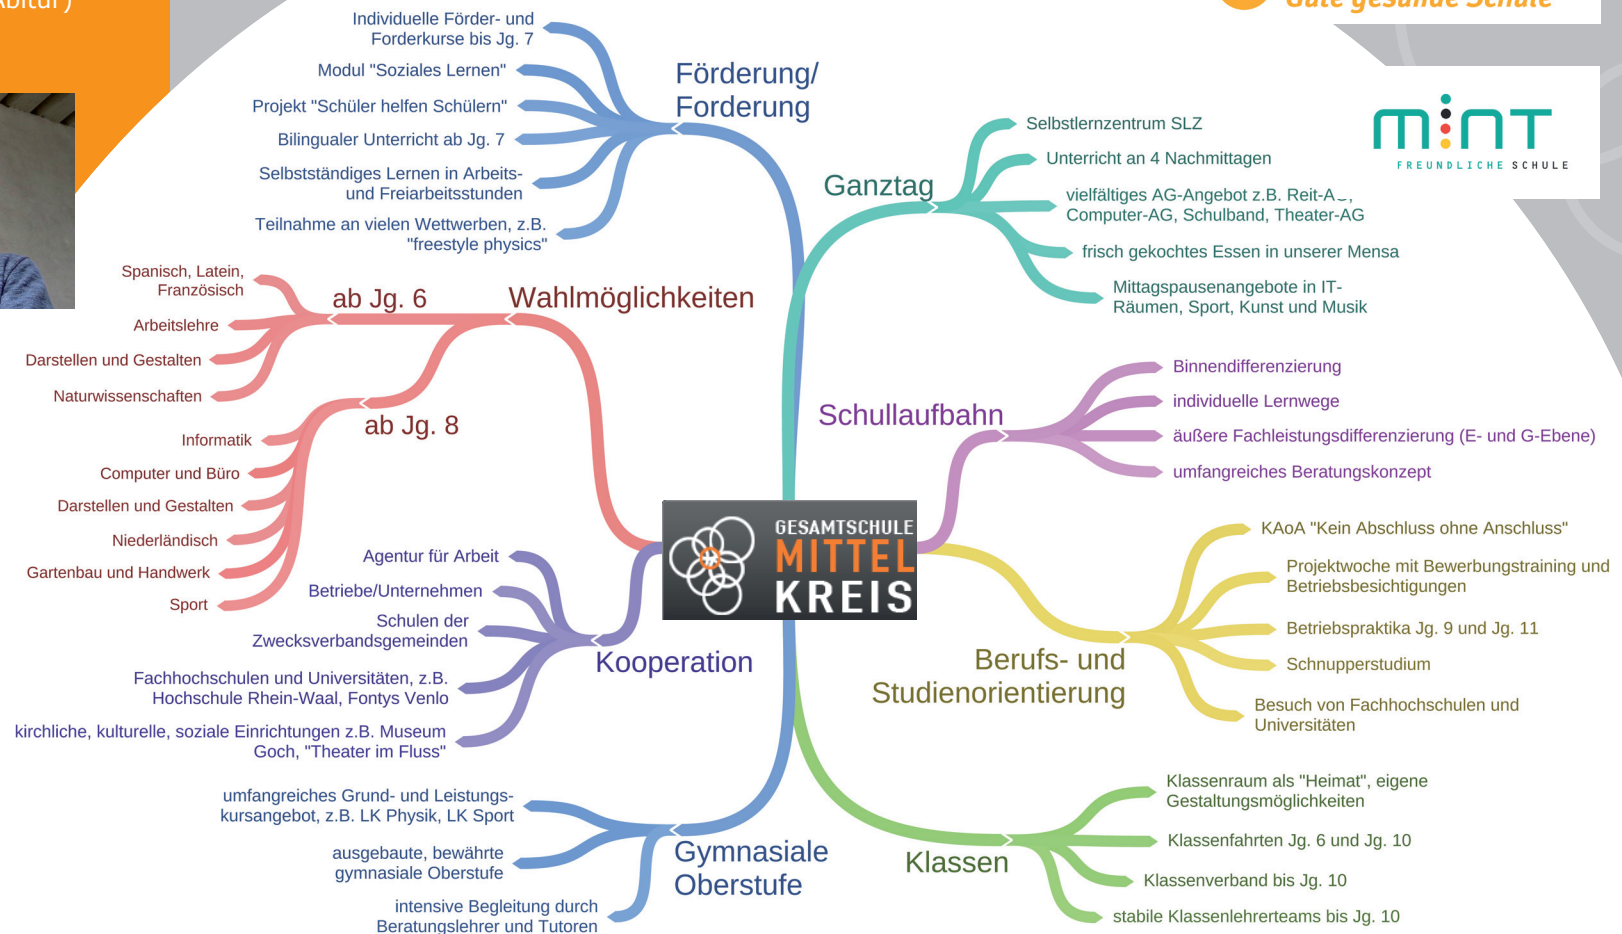 Abitur)
Gute gesunde Schule
MINT
FREUNDLICHE SCHULE
Förderung/
Forderung
Individuelle Förder- und
Forderkurse bis Jg. 7
Modul "Soziales Lernen"
Projekt "Schüler helfen Schülern"
Bilingualer Unterricht ab Jg. 7
Selbstständiges Lernen in Arbeits-
und Freiarbeitsstunden
Teilnahme an vielen Wettwerben, z.B.
"freestyle physics"
Ganztag
Selbstlernzentrum SLZ
Unterricht an 4 Nachmittagen
vielfältiges AG-Angebot z.B.
Computer-AG, Schulband, Theater-AG
frisch gekochtes Essen in unserer Mensa
Mittagspausenangebote in IT-
Räumen, Sport, Kunst und Musik
Wahlmöglichkeiten
ab Jg. 6
Spanisch, Latein,
Französisch
Arbeitslehre
Darstellen und Gestalten
Naturwissenschaften
ab Jg. 8
Informatik
Computer und Büro
Darstellen und Gestalten
Niederländisch
Gartenbau und Handwerk
Sport
Schullaufbahn
Binnendifferenzierung
individuelle Lernwege
äußere Fachleistungsdifferenzierung (E- und G-Ebene)
umfangreiches Beratungskonzept
GESAMTSCHULE
MITTEL
KREIS
Kooperation
Agentur für Arbeit
Betriebe/Unternehmen
Schulen der
Zwecksverbandsgemeinden
Fachhochschulen und Universitäten, z.B.
Hochschule Rhein-Waal, Fontys Venlo
kirchliche, kulturelle, soziale Einrichtungen z.B. Museum
Goch, "Theater im Fluss"
Berufs- und
Studienorientierung
KAoA "Kein Abschluss ohne Anschluss"
Projektwoche mit Bewerbungstraining und
Betriebsbesichtigungen
Betriebspraktika Jg. 9 und Jg. 11
Schnupperstudium
Besuch von Fachhochschulen und
Universitäten
Gymnasiale
Oberstufe
umfangreiches Grund- und Leistungs-
kursangebot, z.B. LK Physik, LK Sport
ausgebaute, bewährte
gymnasiale Oberstufe
intensive Begleitung durch
Beratungslehrer und Tutoren
Klassen
Klassenraum als "Heimat", eigene
Gestaltungsmöglichkeiten
Klassenfahrten Jg. 6 und Jg. 10
Klassenverband bis Jg. 10
stabile Klassenlehrerteams bis Jg. 10